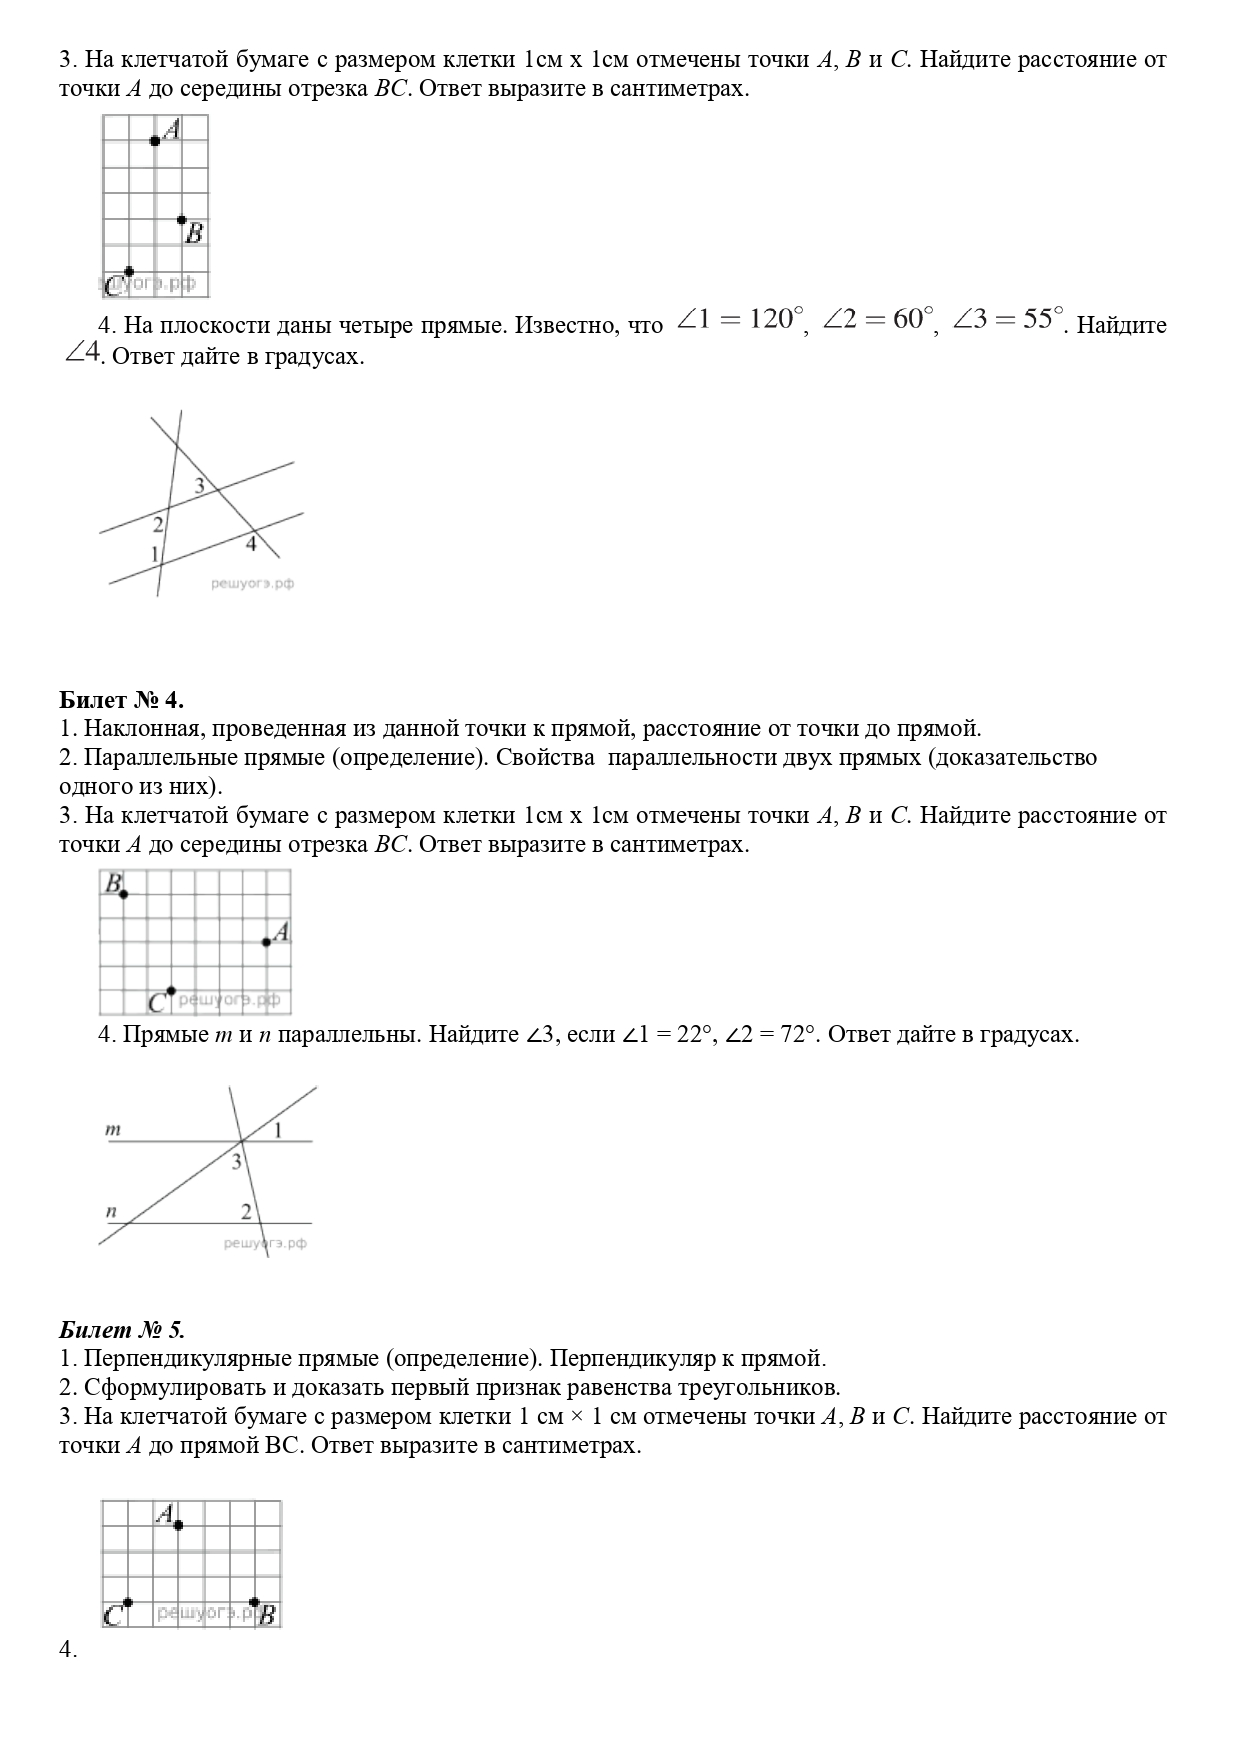 3. На клетчатой бумаге с размером клетки 1см x 1см отмечены точки A, B и C. Найдите расстояние от
точки A до середины отрезка BC. Ответ выразите в сантиметрах.
A
B
C
решуогэ.рф
4. На плоскости даны четыре прямые. Известно, что ∠1 = 120°, ∠2 = 60°, ∠3 = 55°. Найдите
∠4. Ответ дайте в градусах.
3
2
1
4
решуогэ.рф
Билет № 4.
1. Наклонная, проведенная из данной точки к прямой, расстояние от точки до прямой.
2. Параллельные прямые (определение). Свойства параллельности двух прямых (доказательство
одного из них).
3. На клетчатой бумаге с размером клетки 1см x 1см отмечены точки A, B и C. Найдите расстояние от
точки A до середины отрезка BC. Ответ выразите в сантиметрах.
B
A
C решуогэ.рф
4. Прямые m и n параллельны. Найдите ∠3, если ∠1 = 22°, ∠2 = 72°. Ответ дайте в градусах.
m 1
3
n 2
решуогэ.рф
Билет № 5.
1. Перпендикулярные прямые (определение). Перпендикуляр к прямой.
2. Сформулировать и доказать первый признак равенства треугольников.
3. На клетчатой бумаге с размером клетки 1 см × 1 см отмечены точки A, B и C. Найдите расстояние от
точки A до прямой BC. Ответ выразите в сантиметрах.
A
C решуогэ.рф B
4.